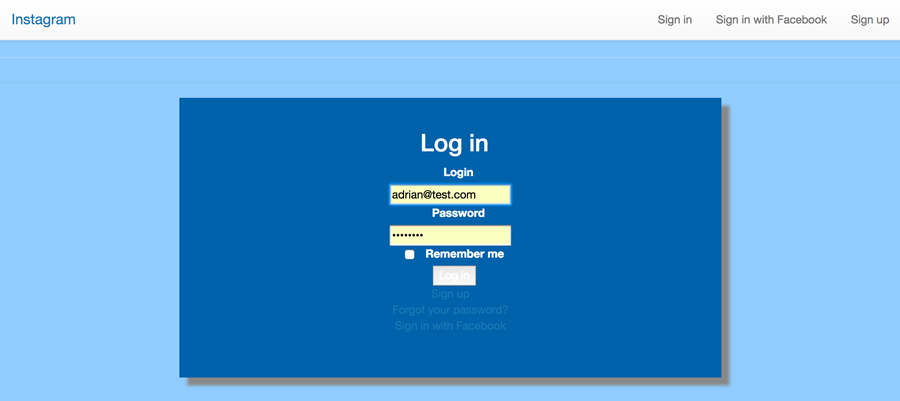 Instagram
Sign in Sign in with Facebook Sign up
Log in
Login
adrian@test.com
Password
••••••••
Remember me
Log in
Sign up
Forgot your password?
Sign in with Facebook